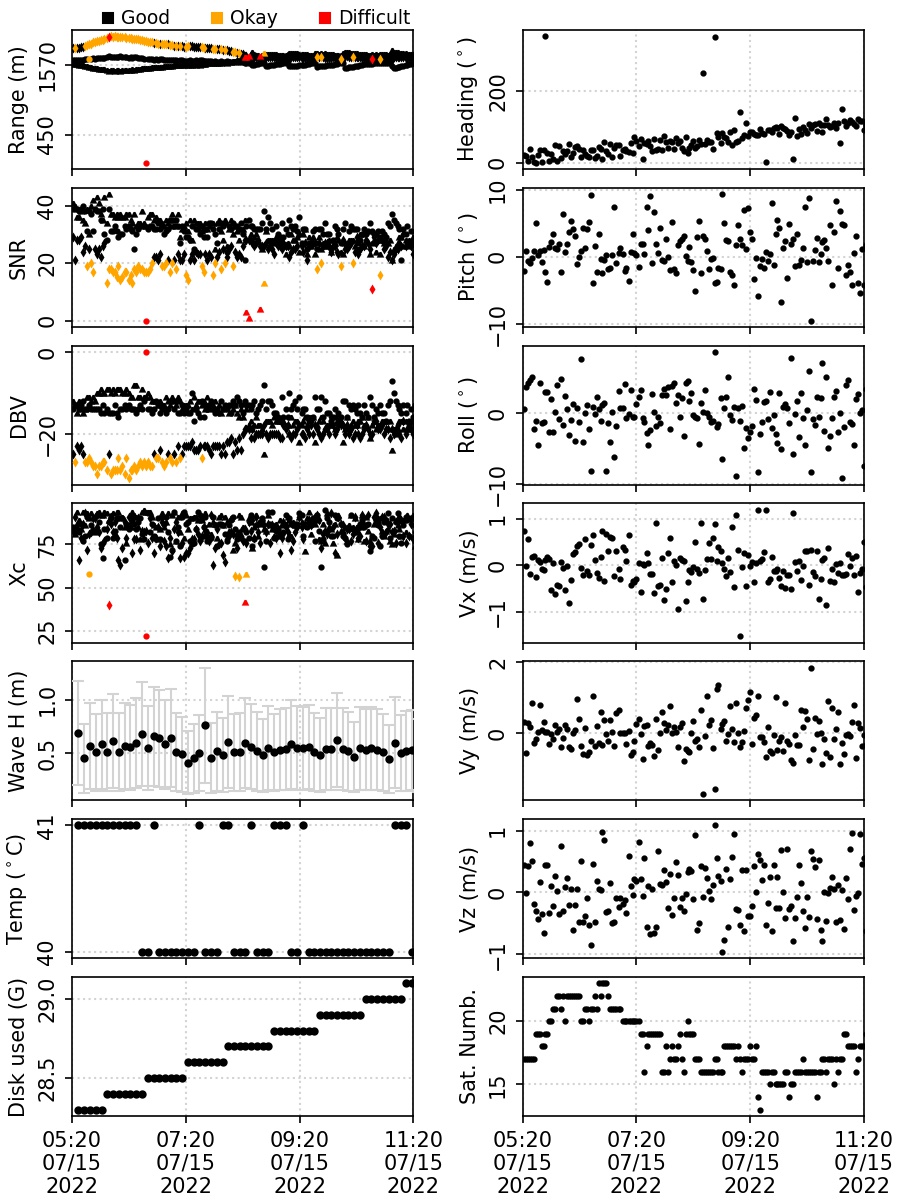 Good Okay Difficult
Range (m)
1570
450
Heading (°)
200
0
SNR
40
20
0
Pitch (°)
10
0
−10
DBV
0
−20
Roll (°)
0
−10
Xc
75
50
25
Vx (m/s)
1
0
−1
Wave H (m)
1.0
0.5
Vy (m/s)
2
0
Temp (°C)
41
40
Vz (m/s)
1
0
−1
Disk used (G)
29.0
28.5
Sat. Numb.
20
15
05:20 07:20 09:20 11:20
07/15 07/15 07/15 07/15
2022 2022 2022 2022
05:20 07:20 09:20 11:20
07/15 07/15 07/15 07/15
2022 2022 2022 2022